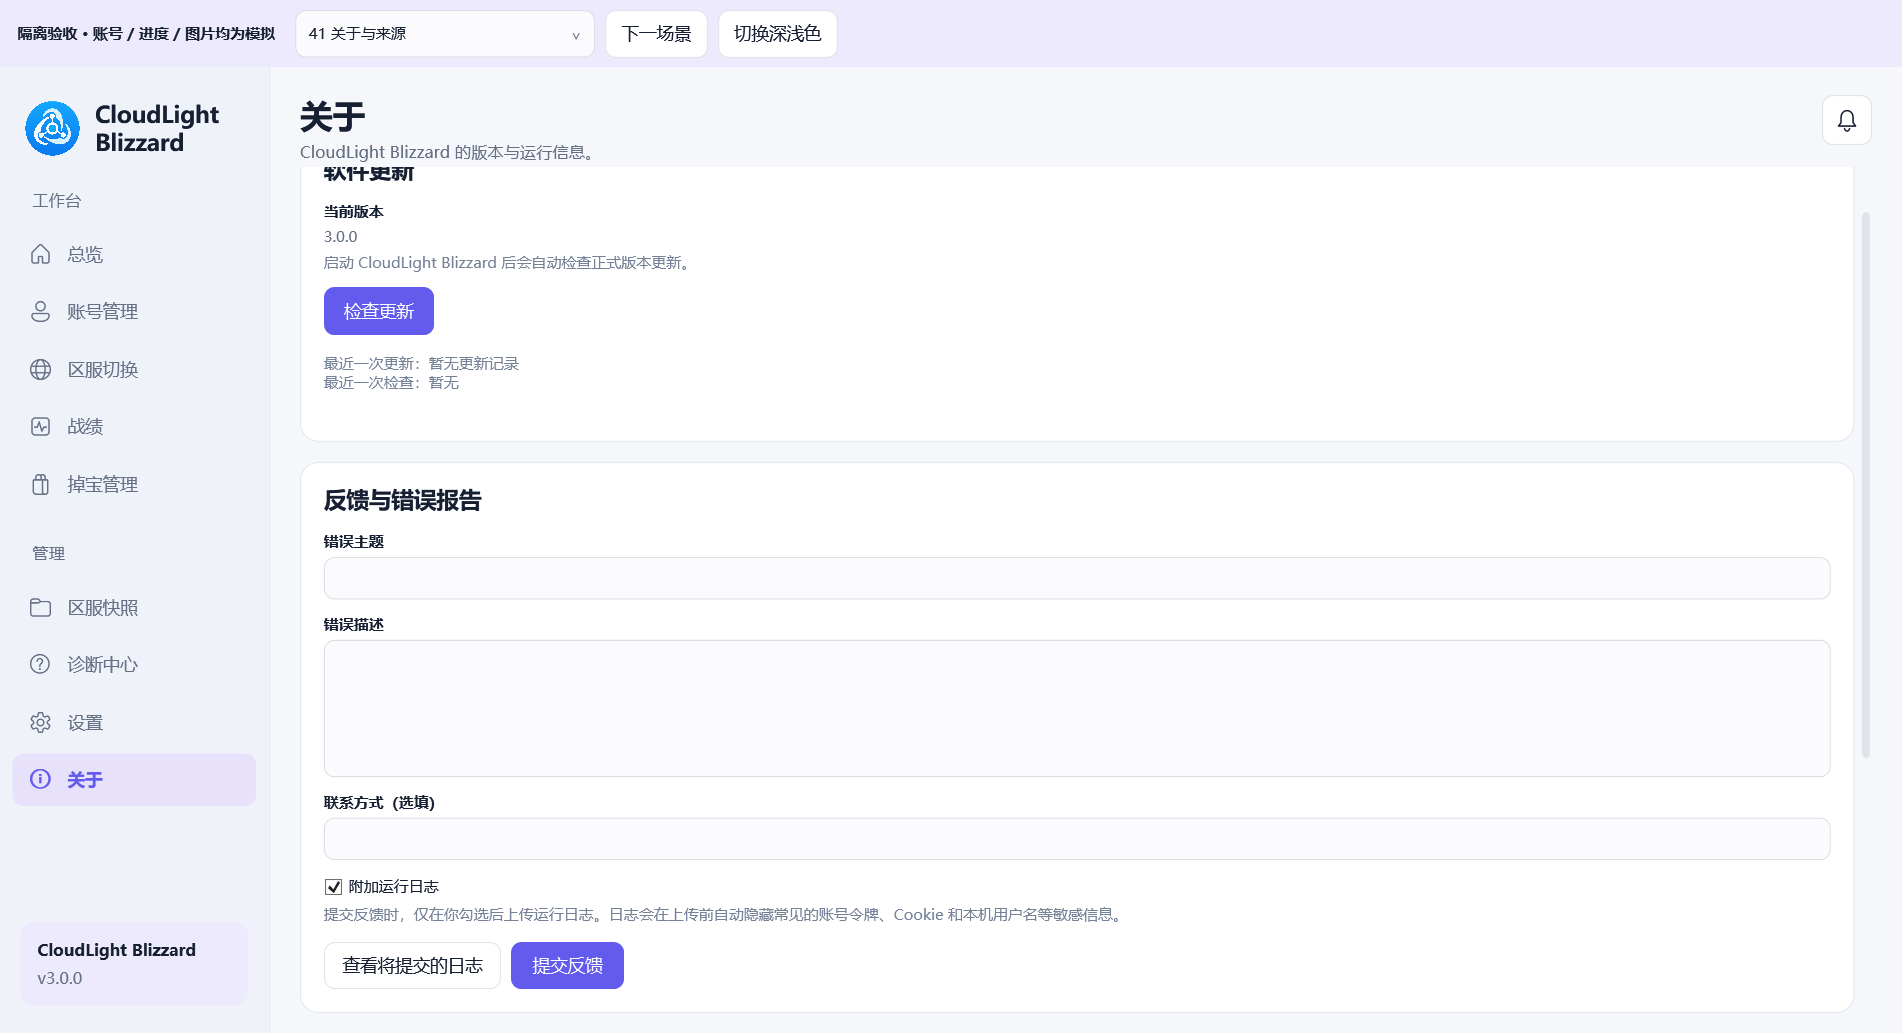 隔离验收 • 账号 / 进度 / 图片均为模拟
41 关于与来源
下一场景
切换深浅色
CloudLight
Blizzard
工作台
总览
账号管理
区服切换
战绩
掉宝管理
管理
区服快照
诊断中心
设置
关于
CloudLight Blizzard
v3.0.0
关于
CloudLight Blizzard 的版本与运行信息。
软件更新
当前版本
3.0.0
启动 CloudLight Blizzard 后会自动检查正式版本更新。
检查更新
最近一次更新：暂无更新记录
最近一次检查：暂无
反馈与错误报告
错误主题
错误描述
联系方式（选填）
附加运行日志
提交反馈时，仅在你勾选后上传运行日志。日志会在上传前自动隐藏常见的账号令牌、Cookie 和本机用户名等敏感信息。
查看将提交的日志
提交反馈